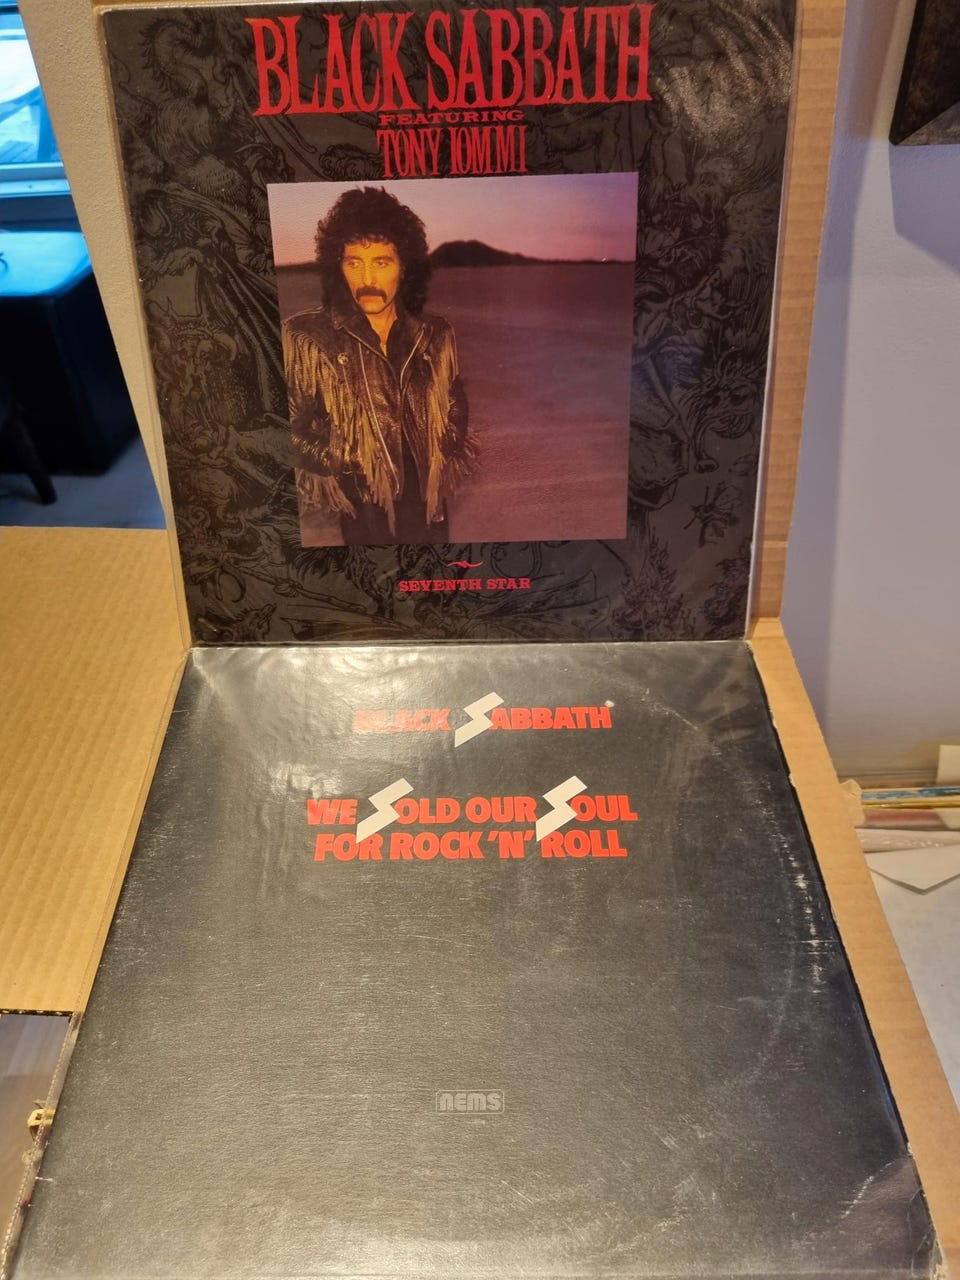 BLACK SABBATH
FEATURING
TONY IOMMI
SEVENTH STAR
BLACK SABBATH
WE SOLD OUR SOUL
FOR ROCK 'N' ROLL
nems